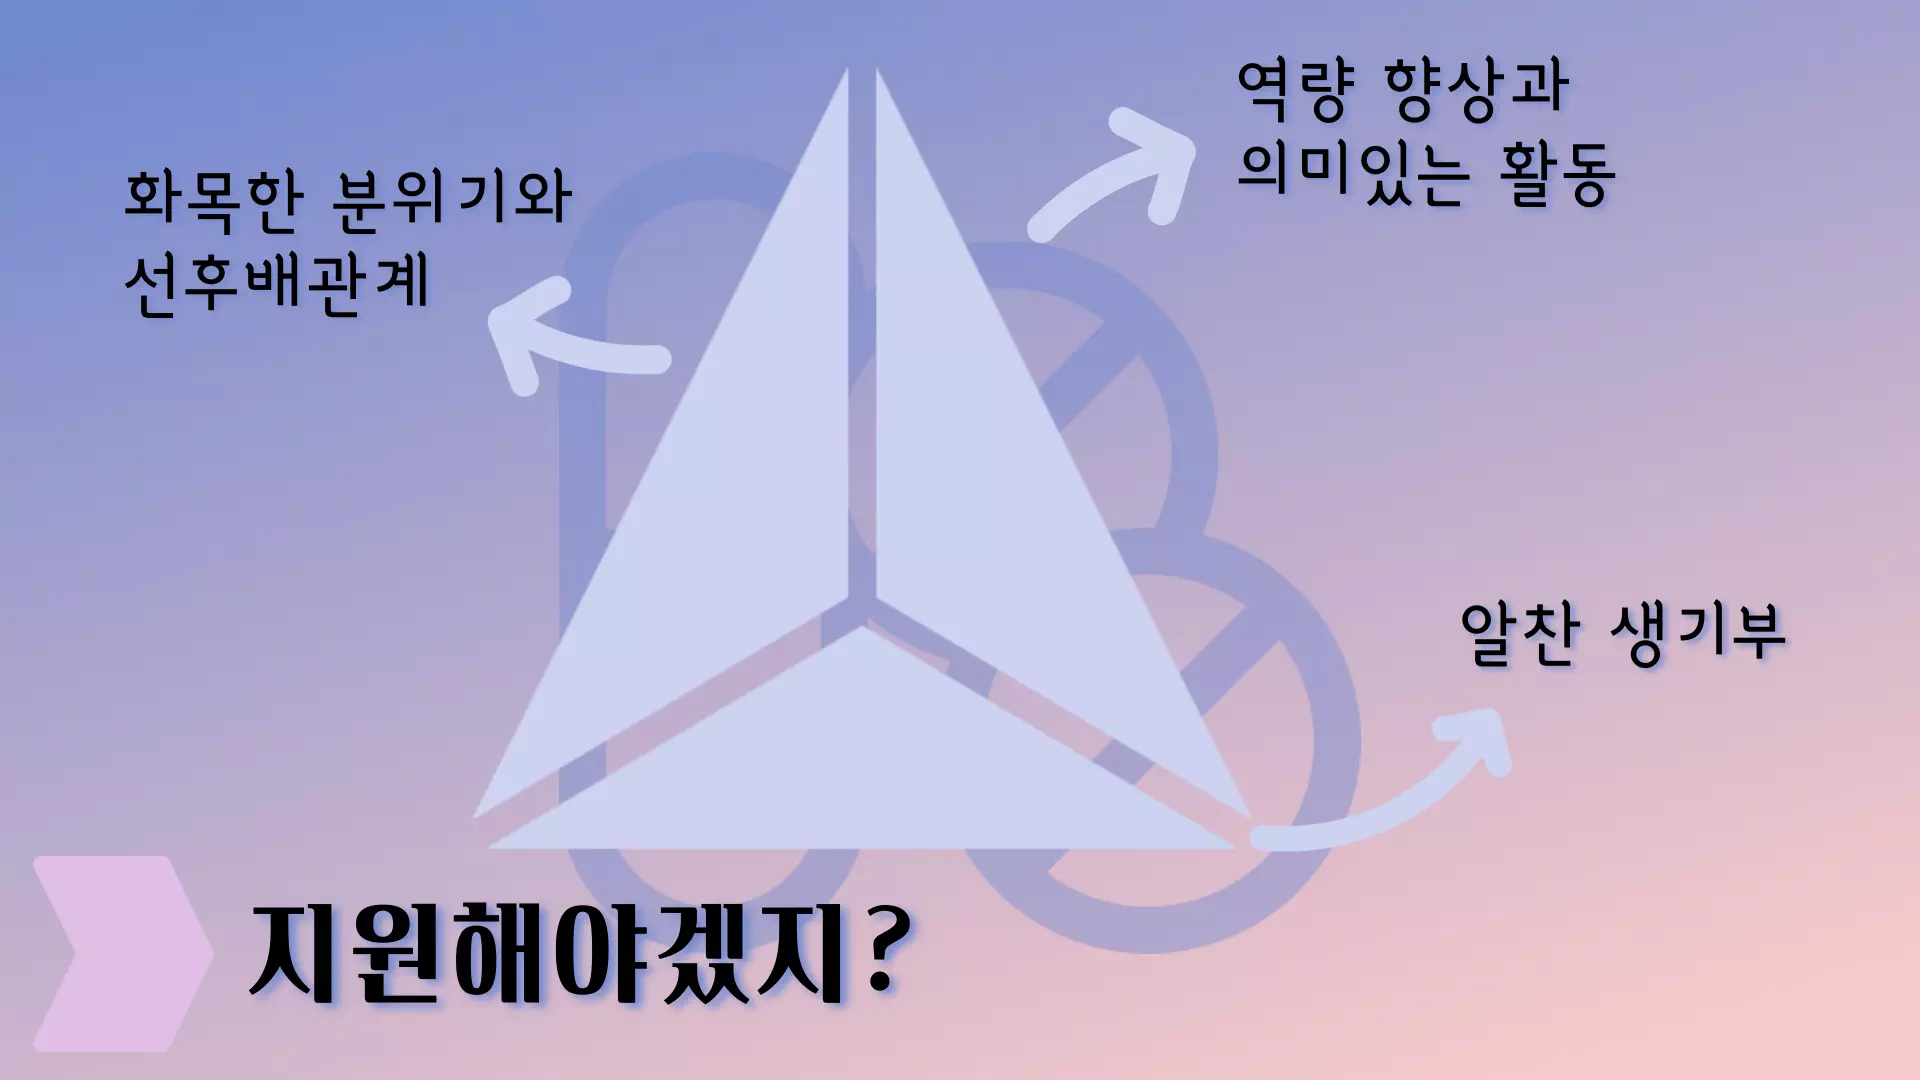 화목한 분위기와
선후배관계
역량 향상과
의미있는 활동
알찬 생기부
지원해야겠지?